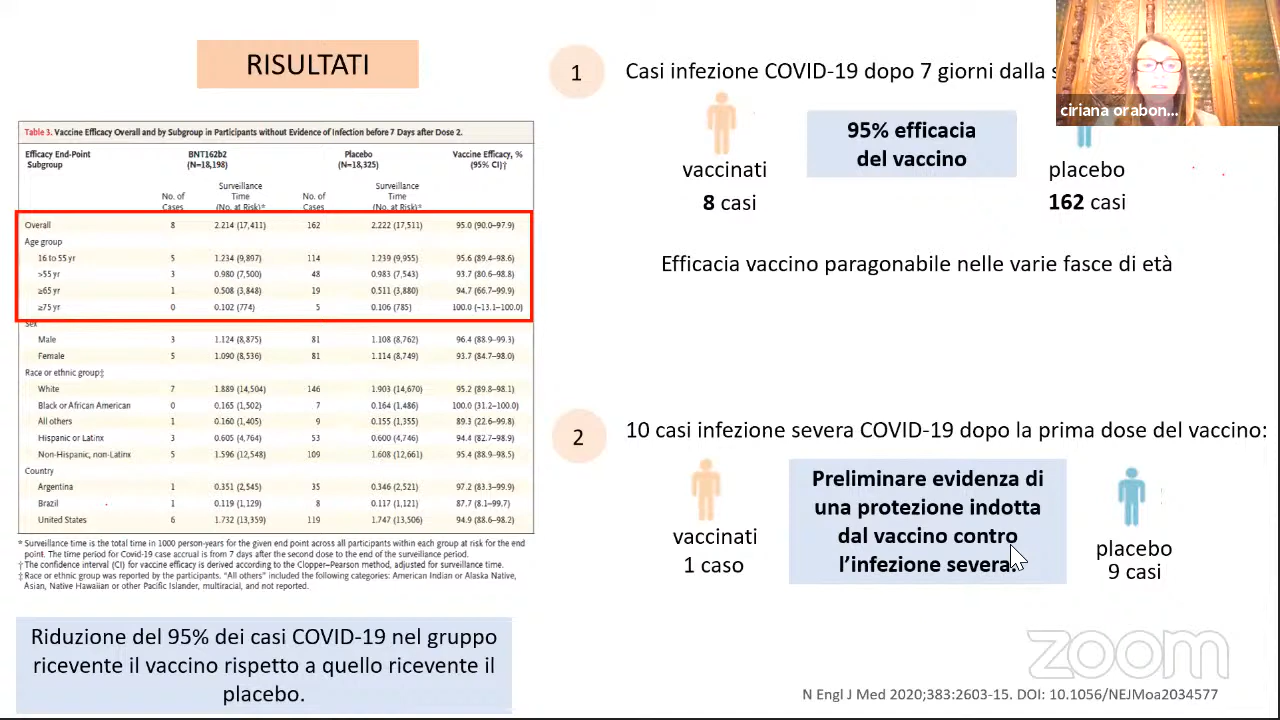 RISULTATI
Table 3. Vaccine Efficacy Overall and by Subgroup in Participants without Evidence of Infection before 7 Days after Dose 2.
Efficacy End-Point Subgroup BNT162b2 (N=18,198) Placebo (N=18,325) Vaccine Efficacy, % (95% CI)†
No. of Cases Surveillance Time (No. at Risk)* No. of Cases Surveillance Time (No. at Risk)*
Overall 8 2.214 (17,411) 162 2.222 (17,511) 95.0 (90.0–97.9)
Age group
16 to 55 yr 5 1.234 (9,897) 114 1.239 (9,955) 95.6 (89.4–98.6)
>55 yr 3 0.980 (7,500) 48 0.983 (7,543) 93.7 (80.6–98.8)
≥65 yr 1 0.508 (3,848) 19 0.511 (3,880) 94.7 (66.7–99.9)
≥75 yr 0 0.102 (774) 5 0.106 (785) 100.0 (−13.1–100.0)
Sex
Male 3 1.124 (8,875) 81 1.108 (8,762) 96.4 (88.9–99.3)
Female 5 1.090 (8,536) 81 1.114 (8,749) 93.7 (84.7–98.0)
Race or ethnic group‡
White 7 1.889 (14,504) 146 1.903 (14,670) 95.2 (89.8–98.1)
Black or African American 0 0.165 (1,502) 7 0.164 (1,486) 100.0 (31.2–100.0)
All others 1 0.160 (1,405) 9 0.155 (1,355) 89.3 (22.6–99.8)
Hispanic or Latinx 3 0.605 (4,764) 53 0.600 (4,746) 94.4 (82.7–98.9)
Non-Hispanic, non-Latinx 5 1.596 (12,548) 109 1.608 (12,661) 95.4 (88.9–98.5)
Country
Argentina 1 0.351 (2,545) 35 0.346 (2,521) 97.2 (83.3–99.9)
Brazil 1 0.119 (1,129) 8 0.117 (1,121) 87.7 (8.1–99.7)
United States 6 1.732 (13,359) 119 1.747 (13,506) 94.9 (88.6–98.2)
* Surveillance time is the total time in 1000 person-years for the given end point across all participants within each group at risk for the end
point. The time period for Covid-19 case accrual is from 7 days after the second dose to the end of the surveillance period.
† The confidence interval (CI) for vaccine efficacy is derived according to the Clopper–Pearson method, adjusted for surveillance time.
‡ Race or ethnic group was reported by the participants. "All others" included the following categories: American Indian or Alaska Native,
Asian, Native Hawaiian or other Pacific Islander, multiracial, and not reported.
Riduzione del 95% dei casi COVID-19 nel gruppo
ricevente il vaccino rispetto a quello ricevente il
placebo.
1
Casi infezione COVID-19 dopo 7 giorni dalla
ciriana orabon...
95% efficacia
del vaccino
vaccinati
8 casi
placebo
162 casi
Efficacia vaccino paragonabile nelle varie fasce di età
2
10 casi infezione severa COVID-19 dopo la prima dose del vaccino:
Preliminare evidenza di
una protezione indotta
dal vaccino contro
l'infezione severa.
vaccinati
1 caso
placebo
9 casi
zoom
N Engl J Med 2020;383:2603-15. DOI: 10.1056/NEJMoa2034577